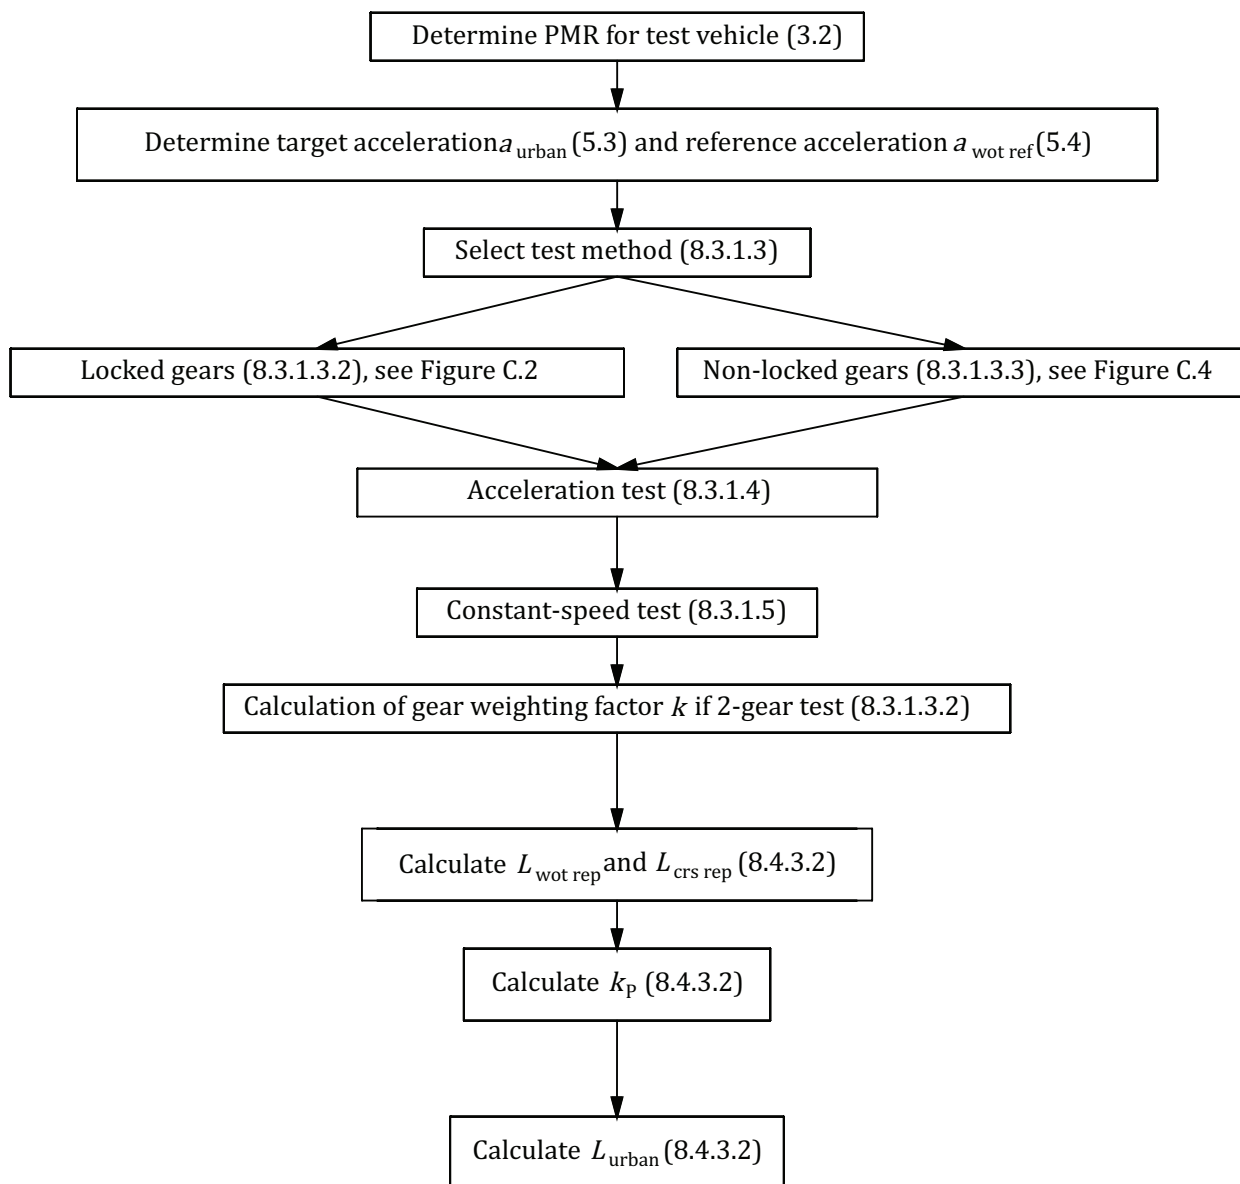 Determine PMR for test vehicle (3.2)
Determine target acceleration a urban (5.3) and reference acceleration a wot ref (5.4)
Select test method (8.3.1.3)
Locked gears (8.3.1.3.2), see Figure C.2
Non-locked gears (8.3.1.3.3), see Figure C.4
Acceleration test (8.3.1.4)
Constant-speed test (8.3.1.5)
Calculation of gear weighting factor k if 2-gear test (8.3.1.3.2)
Calculate L wot rep and L crs rep (8.4.3.2)
Calculate kP (8.4.3.2)
Calculate L urban (8.4.3.2)